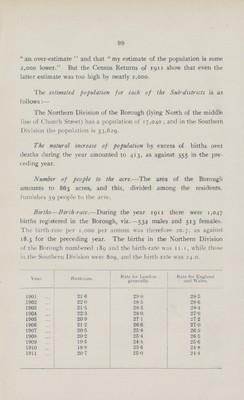 99
" an over-estimate " and that " my estimate of the population is some
2,000 lower." But the Census Returns of 1911 show that even the
latter estimate was too high by nearly 2,000.
The estimated population for each of the Sub-districts is as
follows :—
The Northern Division of the Borough (lying North of the middle
line of Church Street) has a population of 17,040 ; and in the Southern
Division the population is 33,629.
The natural increase of population by excess of births over
deaths during the year amounted to 413, as against 555 in the pre-
ceding year.
Number of people to the acre.—The area of the Borough
amounts to 863 acres, and this, divided among the residents,
furnishes 59 people to the acre.
Births—Birth-rate.—During the year 1911 there were 1,047
births registered in the Borough, viz.—534 males and 513 females.
The birth-rate per 1,000 per annum was therefore 20.7, as against
18.5 for the preceding year. The births in the Northern Division
of the Borough numbered 189 and the birth-rate was 11.1, while those
in the Southern Division were 809, and the birth-rate was 24.0.
Year. Birth-rate. Rate for London generally. Rate for England and Wales.
1901 ... 21·6 29·0 28·5
1902 ... 22·0 28·5 28·6
1903 ... 21·5 28·5 28·4
1904 ... 22·3 28·0 27·9
1905 ... 20·9 27·1 27·2
1906 ... 21·2 26·6 27·0
1907 ... 20·5 25·8 26·5
1908 ... 20·2 25·4 26·5
1909 ... 19·5 24·4 25·6
1910 ... 18·8 23·6 24·8
1911 ... 20·7 25·0 24·4